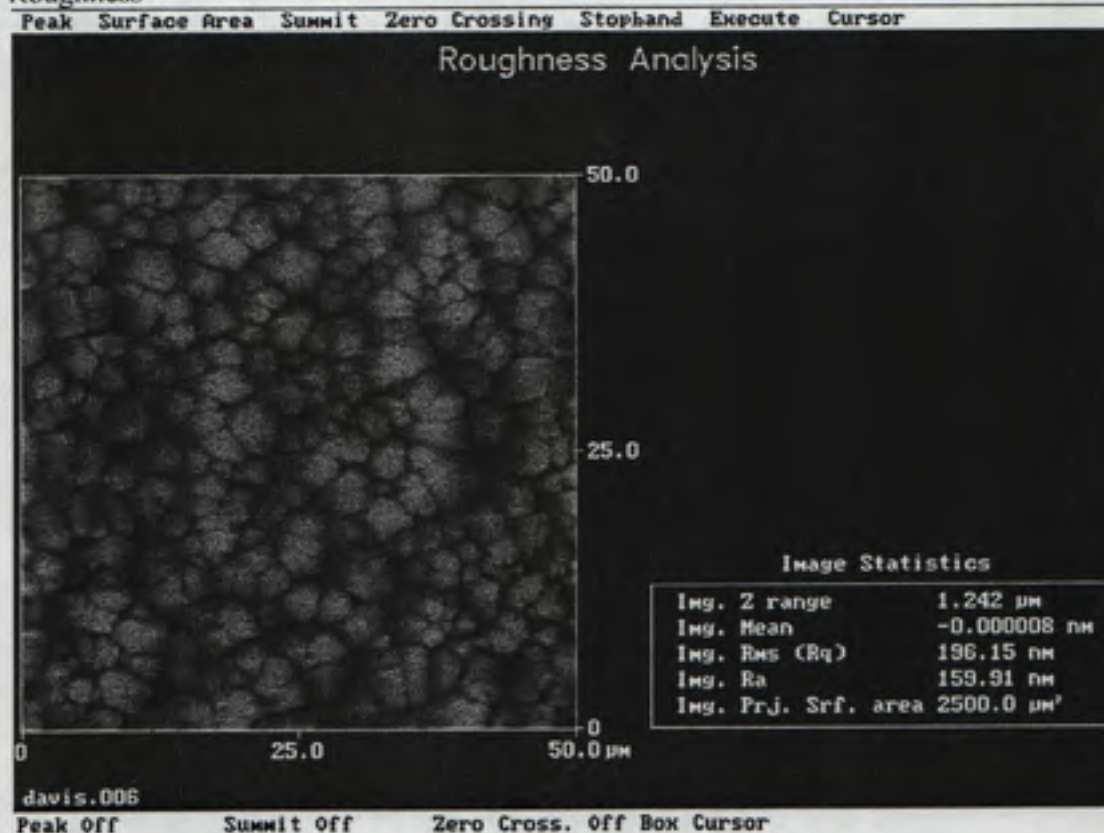 Roughness
Peak Surface Area Summit Zero Crossing Stopband Execute Cursor
Roughness Analysis
50.0
25.0
0
0 25.0 50.0 µm
Image Statistics
Img. Z range 1.242 µm
Img. Mean -0.000008 nm
Img. Rms (Rq) 196.15 nm
Img. Ra 159.91 nm
Img. Prj. Srf. area 2500.0 µm²
davis.006
Peak Off Summit Off Zero Cross. Off Box Cursor